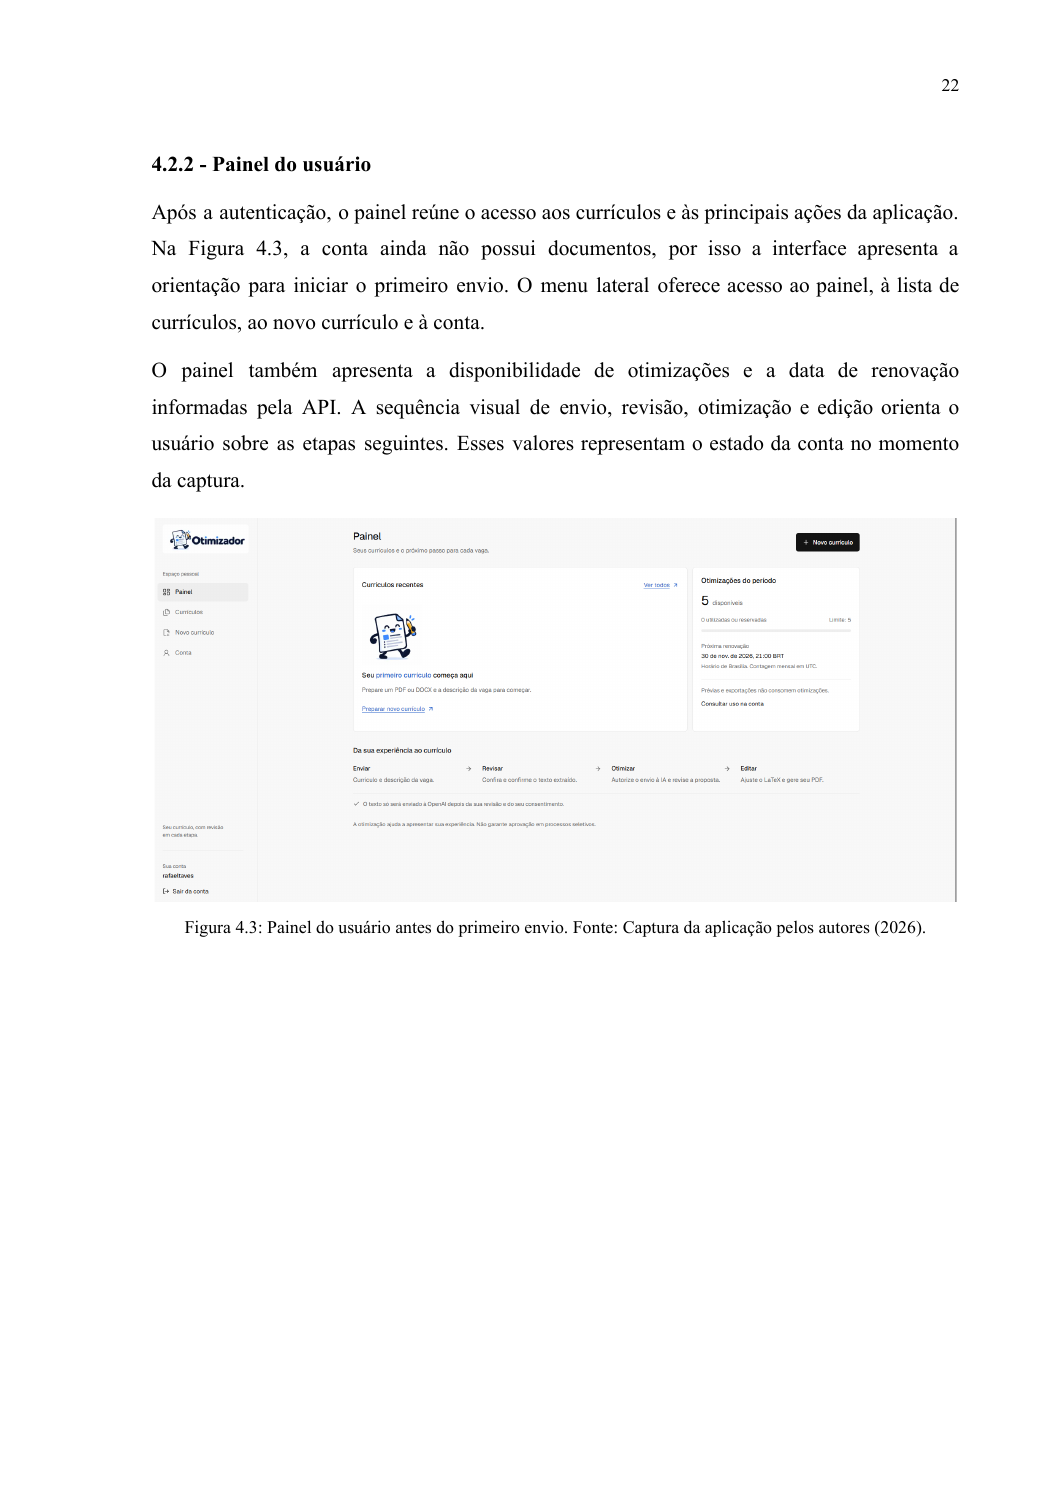 22
4.2.2 - Painel do usuário
Após a autenticação, o painel reúne o acesso aos currículos e às principais ações da aplicação.
Na Figura 4.3, a conta ainda não possui documentos, por isso a interface apresenta a
orientação para iniciar o primeiro envio. O menu lateral oferece acesso ao painel, à lista de
currículos, ao novo currículo e à conta.
O painel também apresenta a disponibilidade de otimizações e a data de renovação
informadas pela API. A sequência visual de envio, revisão, otimização e edição orienta o
usuário sobre as etapas seguintes. Esses valores representam o estado da conta no momento
da captura.
Otimizador
Espaço pessoal
Painel
Currículos
Novo currículo
Conta
Seu currículo, com revisão
em cada etapa.
Sua conta
rafaeltaves
Sair da conta
Painel
Seus currículos e o próximo passo para cada vaga.
+ Novo currículo
Currículos recentes
Ver todos
Seu primeiro currículo começa aqui
Prepare um PDF ou DOCX e a descrição da vaga para começar.
Preparar novo currículo
Otimizações do período
5 disponíveis
0 utilizadas ou reservadas Limite: 5
Próxima renovação
30 de nov. de 2026, 21:00 BRT
Horário de Brasília. Contagem mensal em UTC.
Prévias e exportações não consomem otimizações.
Consultar uso na conta
Da sua experiência ao currículo
Enviar → Revisar → Otimizar → Editar
Currículo e descrição da vaga. Confira e confirme o texto extraído. Autorize o envio à IA e revise a proposta. Ajuste o LaTeX e gere seu PDF.
O texto só será enviado à OpenAI depois da sua revisão e do seu consentimento.
A otimização ajuda a apresentar sua experiência. Não garante aprovação em processos seletivos.
Figura 4.3: Painel do usuário antes do primeiro envio. Fonte: Captura da aplicação pelos autores (2026).